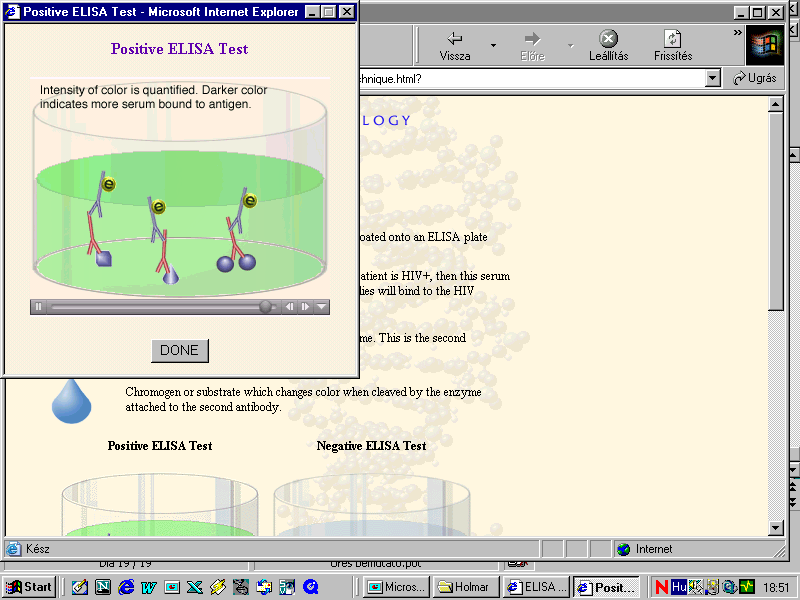 Positive ELISA Test - Microsoft Internet Explorer
Positive ELISA Test
Intensity of color is quantified. Darker color
indicates more serum bound to antigen.
e
e
e
DONE
Vissza
Előre
Leállítás
Frissítés
»
chnique.html?
Ugrás
LOGY
oated onto an ELISA plate
atient is HIV+, then this serum
lies will bind to the HIV
me. This is the second
Chromogen or substrate which changes color when cleaved by the enzyme
attached to the second antibody.
Positive ELISA Test
Negative ELISA Test
Kész
Internet
Dia 19 / 19
Üres bemutató.pot
Start
Micros...
Holmar
ELISA ...
Posit...
N
Hu
18:51